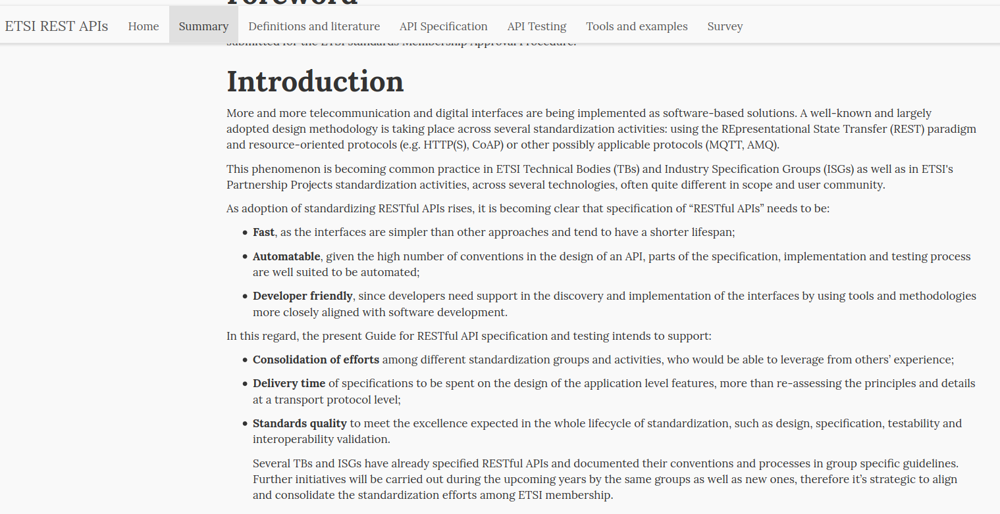 Foreword
ETSI REST APIs Home Summary Definitions and literature API Specification API Testing Tools and examples Survey
submitted for the ETSI standards Membership Approval Procedure.
Introduction
More and more telecommunication and digital interfaces are being implemented as software-based solutions. A well-known and largely
adopted design methodology is taking place across several standardization activities: using the REpresentational State Transfer (REST) paradigm
and resource-oriented protocols (e.g. HTTP(S), CoAP) or other possibly applicable protocols (MQTT, AMQ).
This phenomenon is becoming common practice in ETSI Technical Bodies (TBs) and Industry Specification Groups (ISGs) as well as in ETSI's
Partnership Projects standardization activities, across several technologies, often quite different in scope and user community.
As adoption of standardizing RESTful APIs rises, it is becoming clear that specification of “RESTful APIs” needs to be:
• Fast, as the interfaces are simpler than other approaches and tend to have a shorter lifespan;
• Automatable, given the high number of conventions in the design of an API, parts of the specification, implementation and testing process
are well suited to be automated;
• Developer friendly, since developers need support in the discovery and implementation of the interfaces by using tools and methodologies
more closely aligned with software development.
In this regard, the present Guide for RESTful API specification and testing intends to support:
• Consolidation of efforts among different standardization groups and activities, who would be able to leverage from others’ experience;
• Delivery time of specifications to be spent on the design of the application level features, more than re-assessing the principles and details
at a transport protocol level;
• Standards quality to meet the excellence expected in the whole lifecycle of standardization, such as design, specification, testability and
interoperability validation.
Several TBs and ISGs have already specified RESTful APIs and documented their conventions and processes in group specific guidelines.
Further initiatives will be carried out during the upcoming years by the same groups as well as new ones, therefore it’s strategic to align
and consolidate the standardization efforts among ETSI membership.